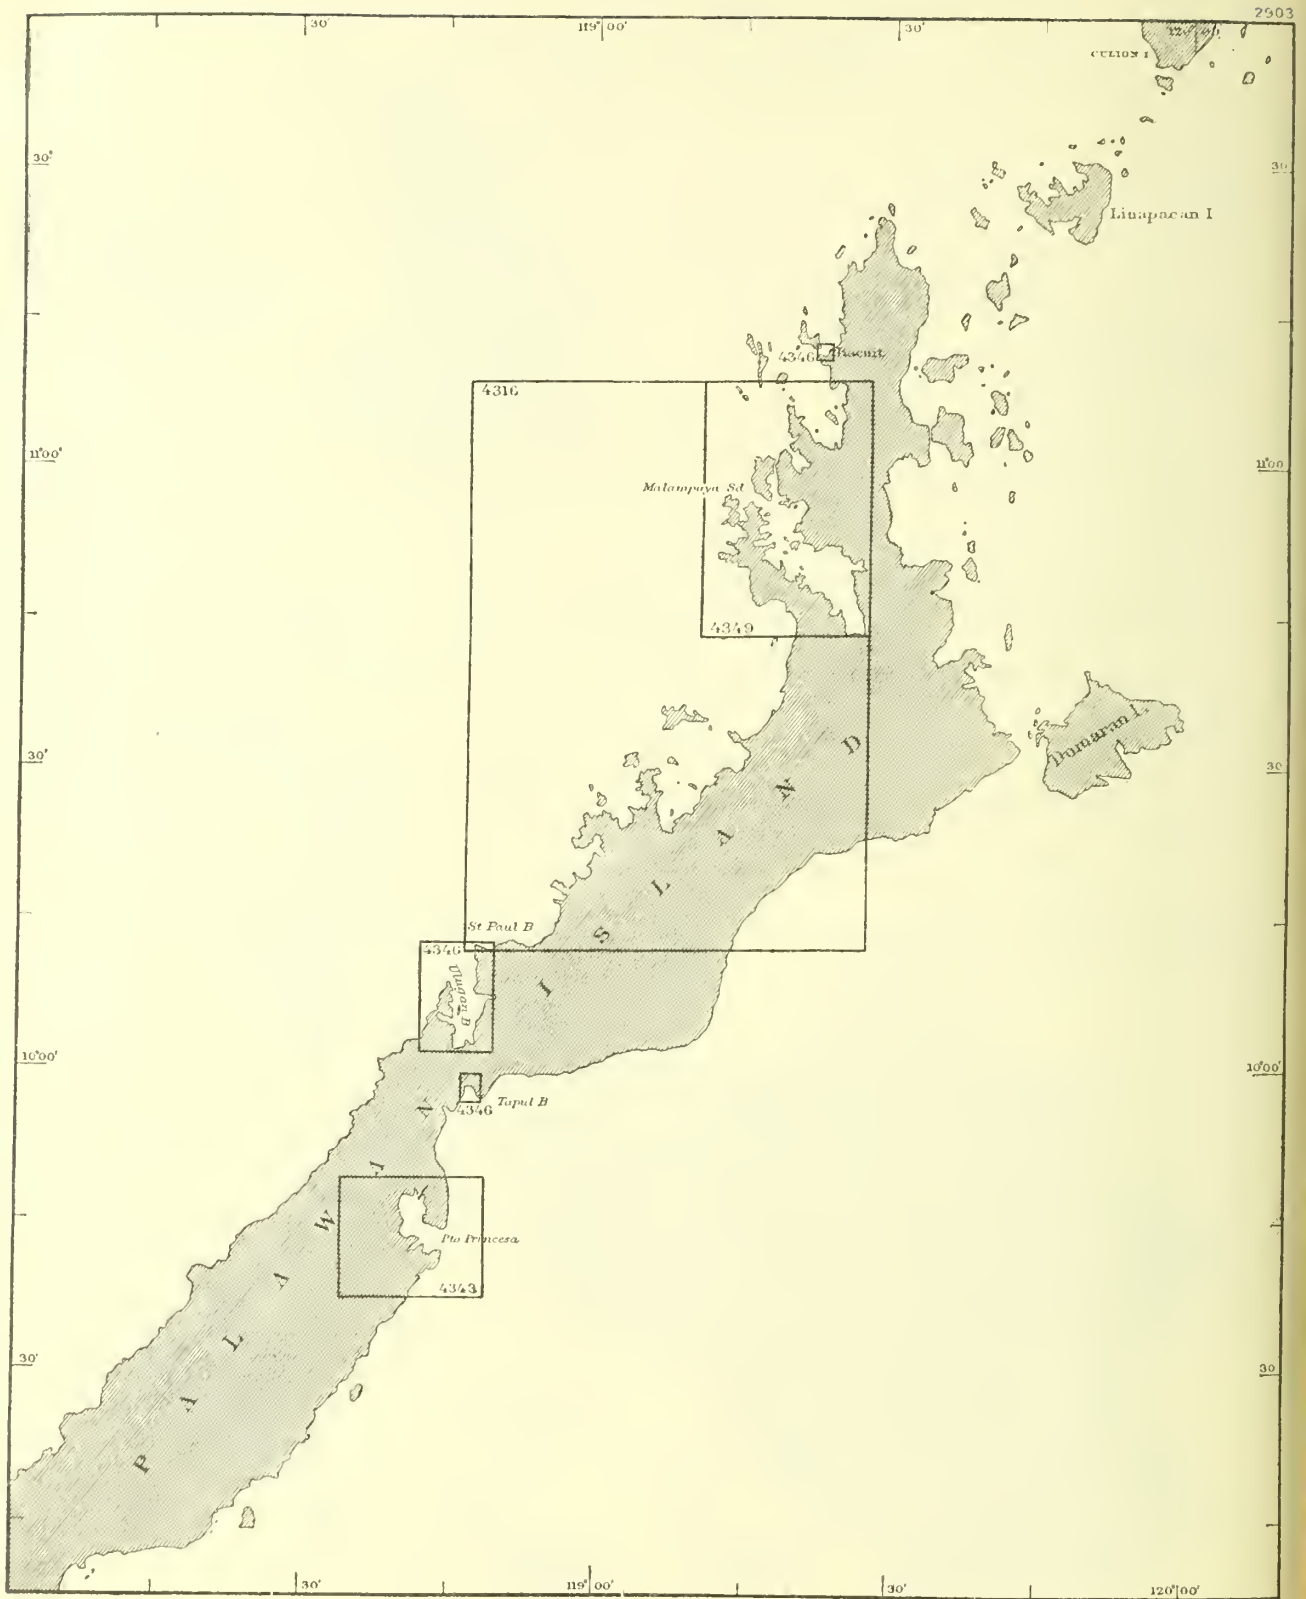 2903
30'
119°00'
30'
CULION I
30'
30
Linapacan I
4346
Bacuit
4316
11°00'
11°00
Malampaya Sd
4349
Dumaran I.
30'
30
St Paul B
4346
Ulugan B
10°00'
10°00'
4346
Tapul B
Pto Princesa
4343
30'
30
PALAWAN ISLAND
30'
119°00'
30'
120°00'